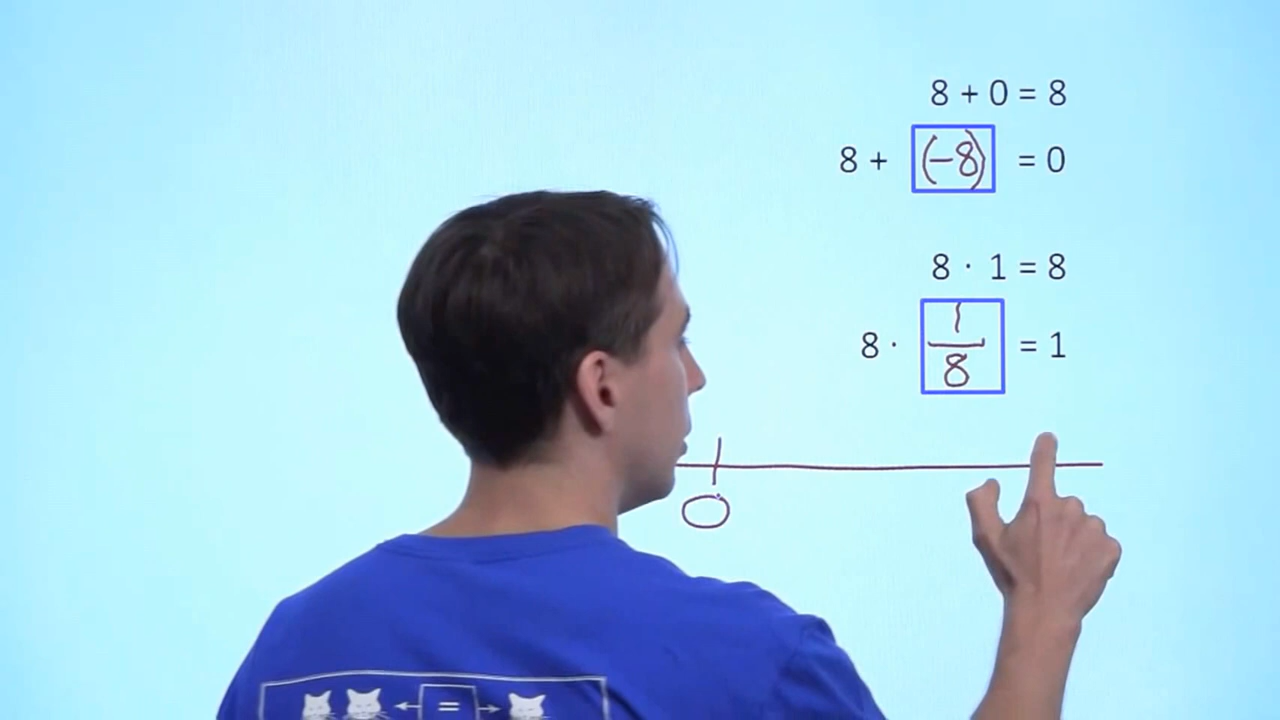 8 + 0 = 8
8 + (-8) = 0
8 · 1 = 8
8 · 1/8 = 1
0
=